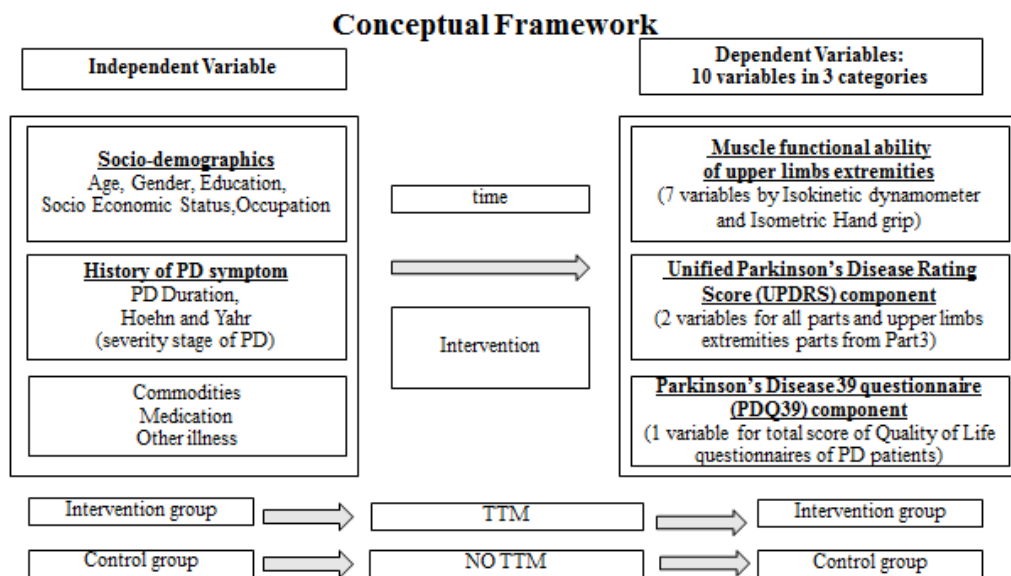 Conceptual Framework
Independent Variable
Dependent Variables:
10 variables in 3 categories
Socio-demographics
Age, Gender, Education,
Socio Economic Status,Occupation
History of PD symptom
PD Duration,
Hoehn and Yahr
(severity stage of PD)
Commodities
Medication
Other illness
time
Intervention
Muscle functional ability
of upper limbs extremities
(7 variables by Isokinetic dynamometer
and Isometric Hand grip)
Unified Parkinson's Disease Rating
Score (UPDRS) component
(2 variables for all parts and upper limbs
extremities parts from Part3)
Parkinson's Disease 39 questionnaire
(PDQ39) component
(1 variable for total score of Quality of Life
questionnaires of PD patients)
Intervention group
TTM
Intervention group
Control group
NO TTM
Control group